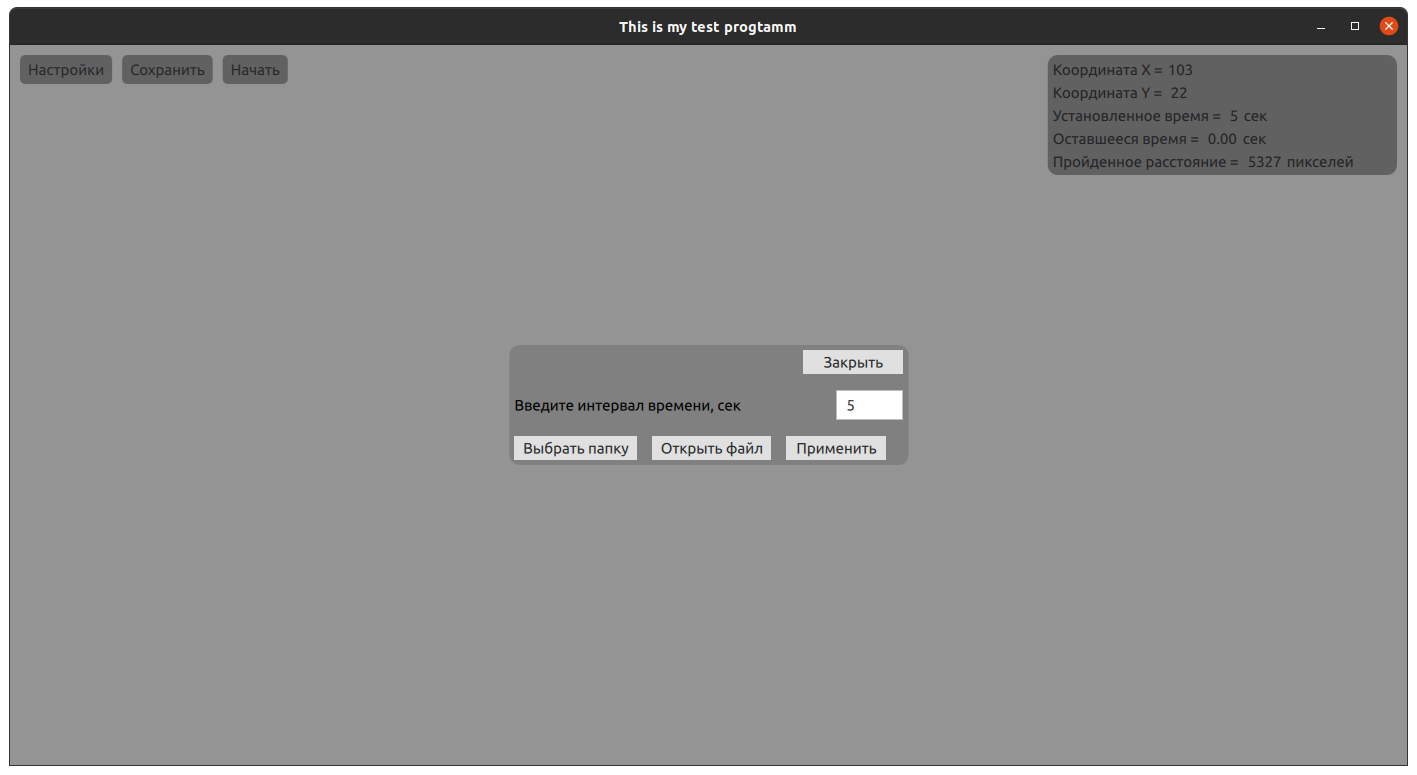 This is my test progtamm
Настройки Сохранить Начать
Координата X = 103
Координата Y = 22
Установленное время = 5 сек
Оставшееся время = 0.00 сек
Пройденное расстояние = 5327 пикселей
Закрыть
Введите интервал времени, сек 5
Выбрать папку Открыть файл Применить